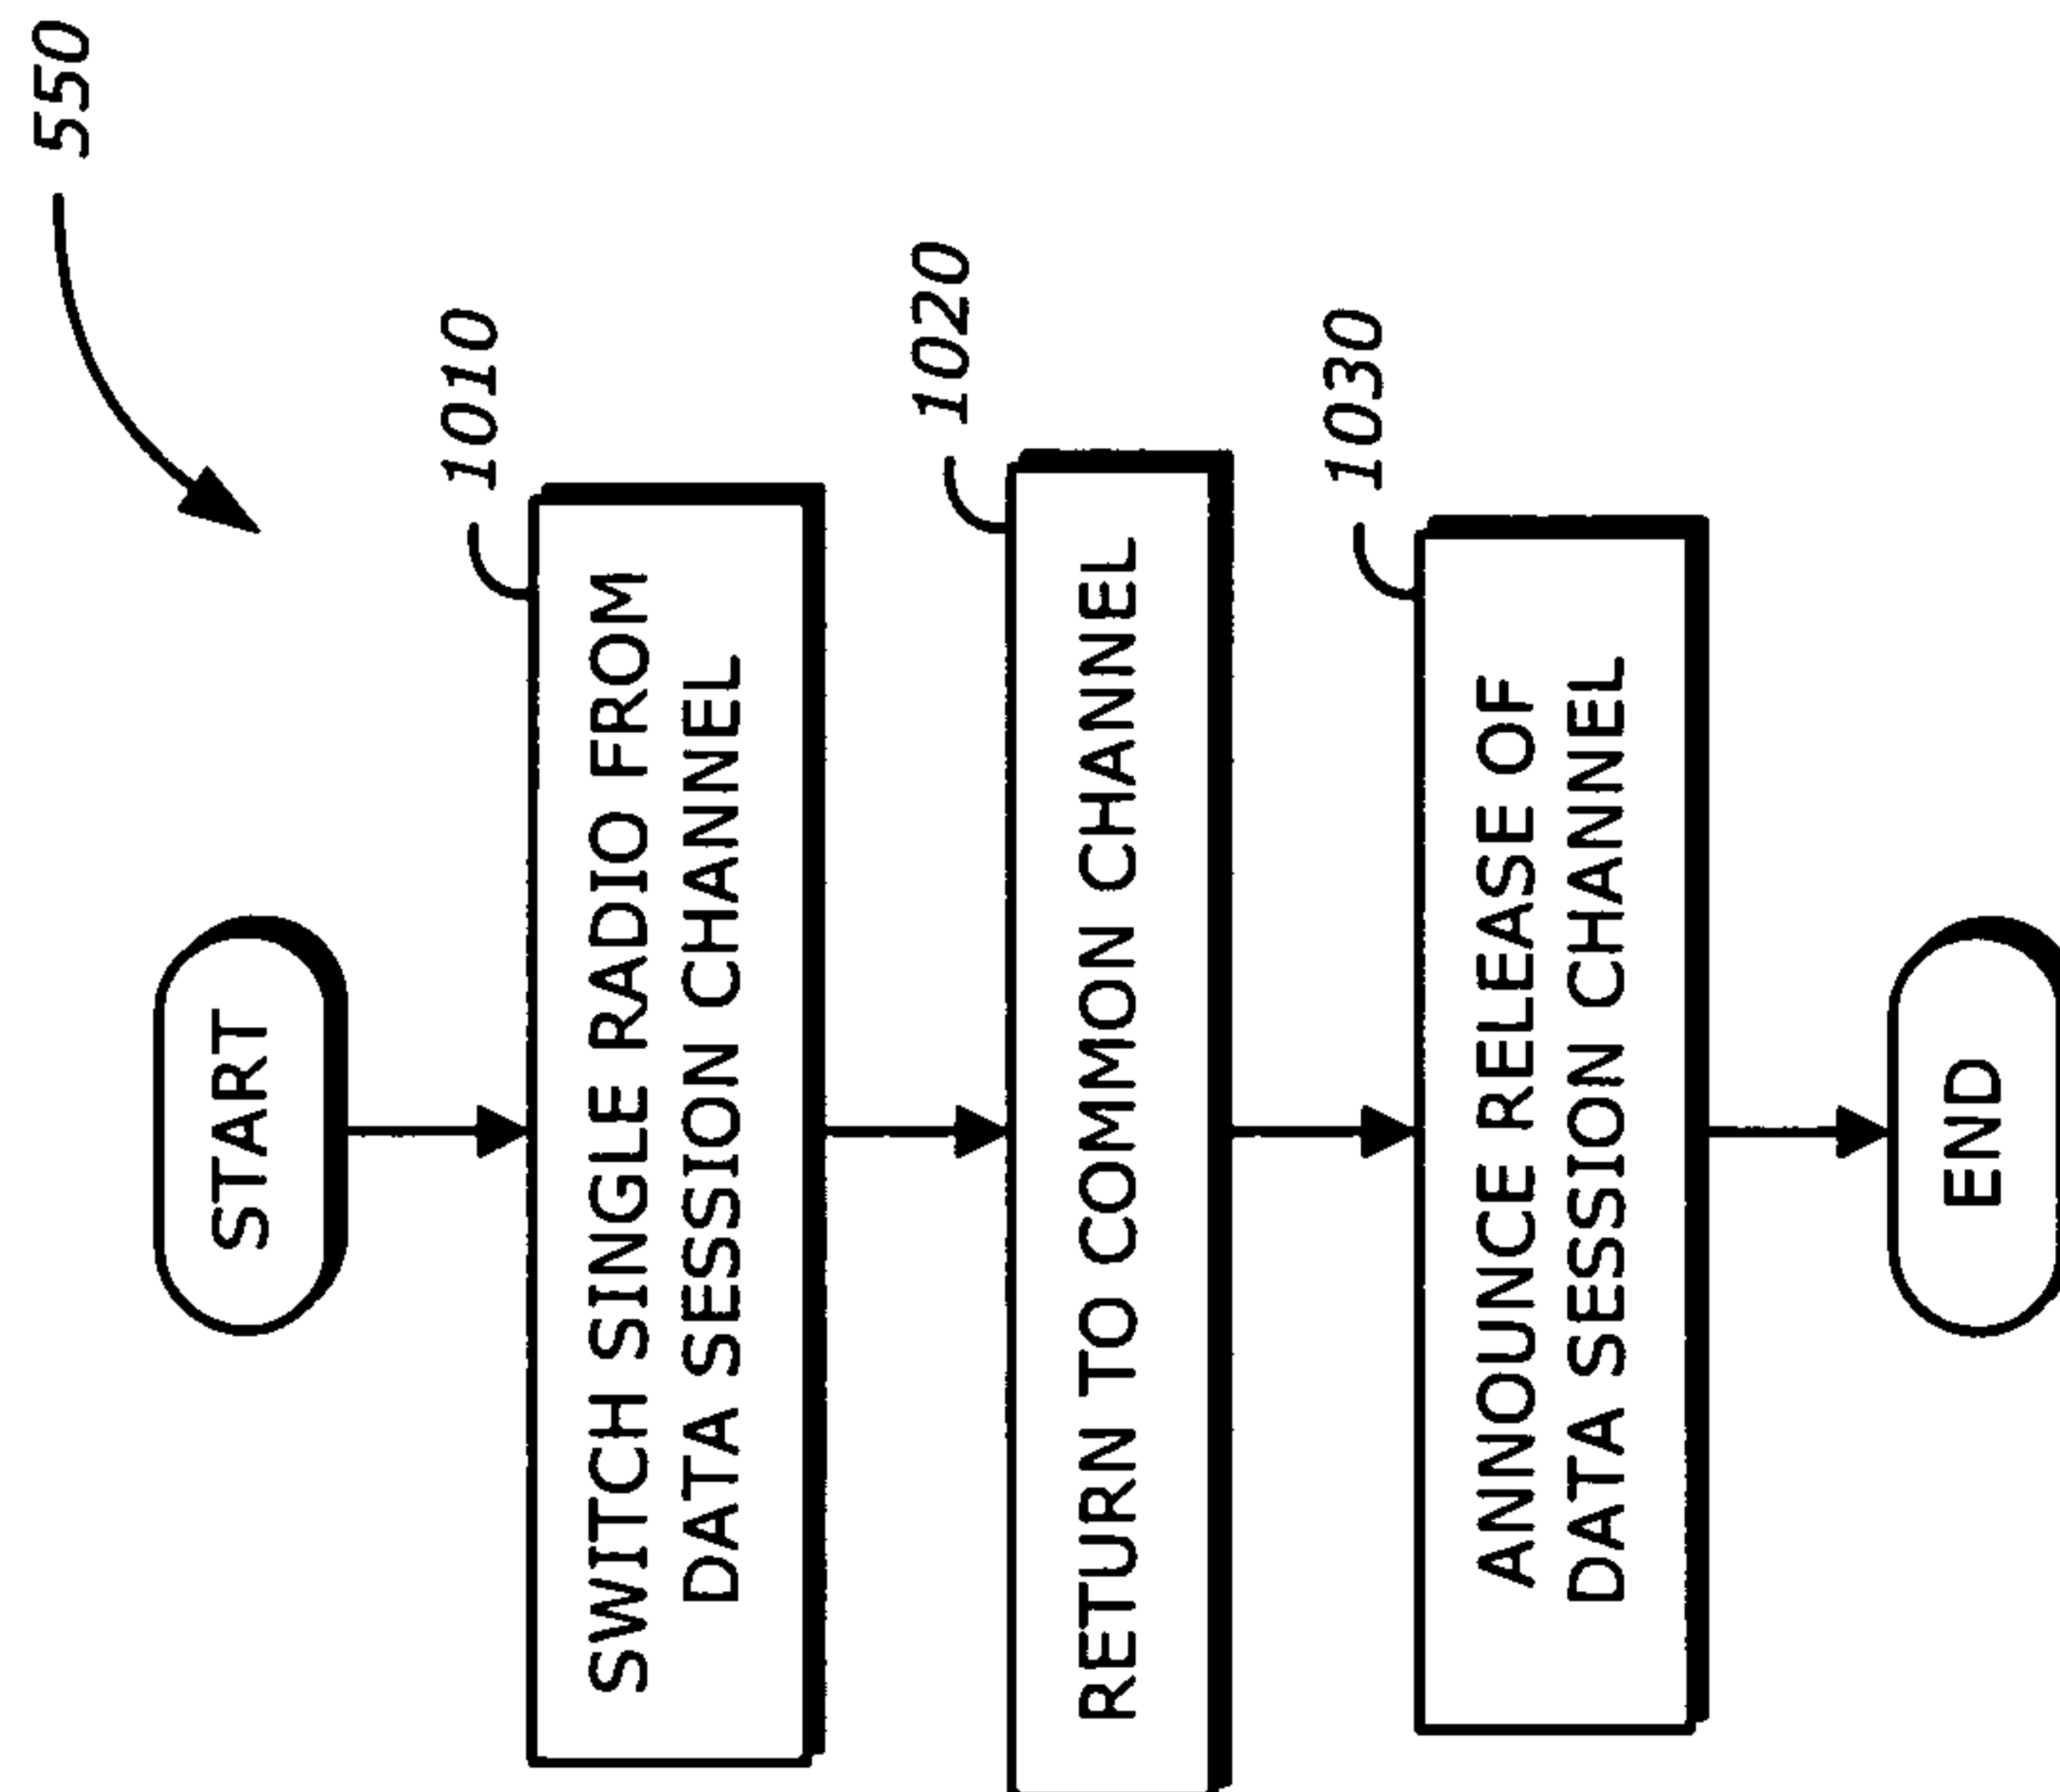 550
START
1010
SWITCH SINGLE RADIO FROM
DATA SESSION CHANNEL
1020
RETURN TO COMMON CHANNEL
1030
ANNOUNCE RELEASE OF
DATA SESSION CHANNEL
END